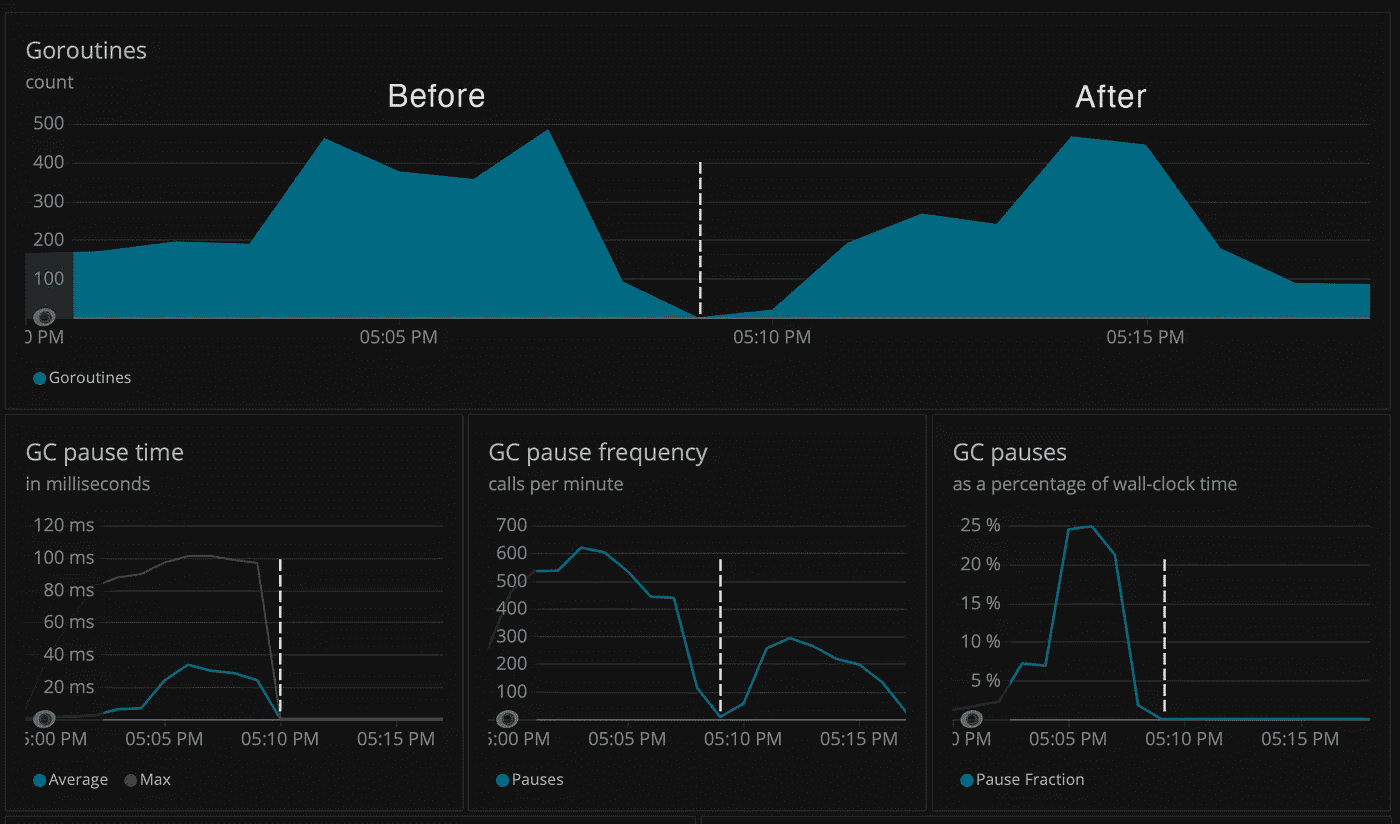 Goroutines
count
Before
After
500
400
300
200
100
0 PM
05:05 PM
05:10 PM
05:15 PM
Goroutines
GC pause time
in milliseconds
120 ms
100 ms
80 ms
60 ms
40 ms
20 ms
5:00 PM
05:05 PM
05:10 PM
05:15 PM
Average
Max
GC pause frequency
calls per minute
700
600
500
400
300
200
100
5:00 PM
05:05 PM
05:10 PM
05:15 PM
Pauses
GC pauses
as a percentage of wall-clock time
25 %
20 %
15 %
10 %
5 %
0 PM
05:05 PM
05:10 PM
05:15 PM
Pause Fraction